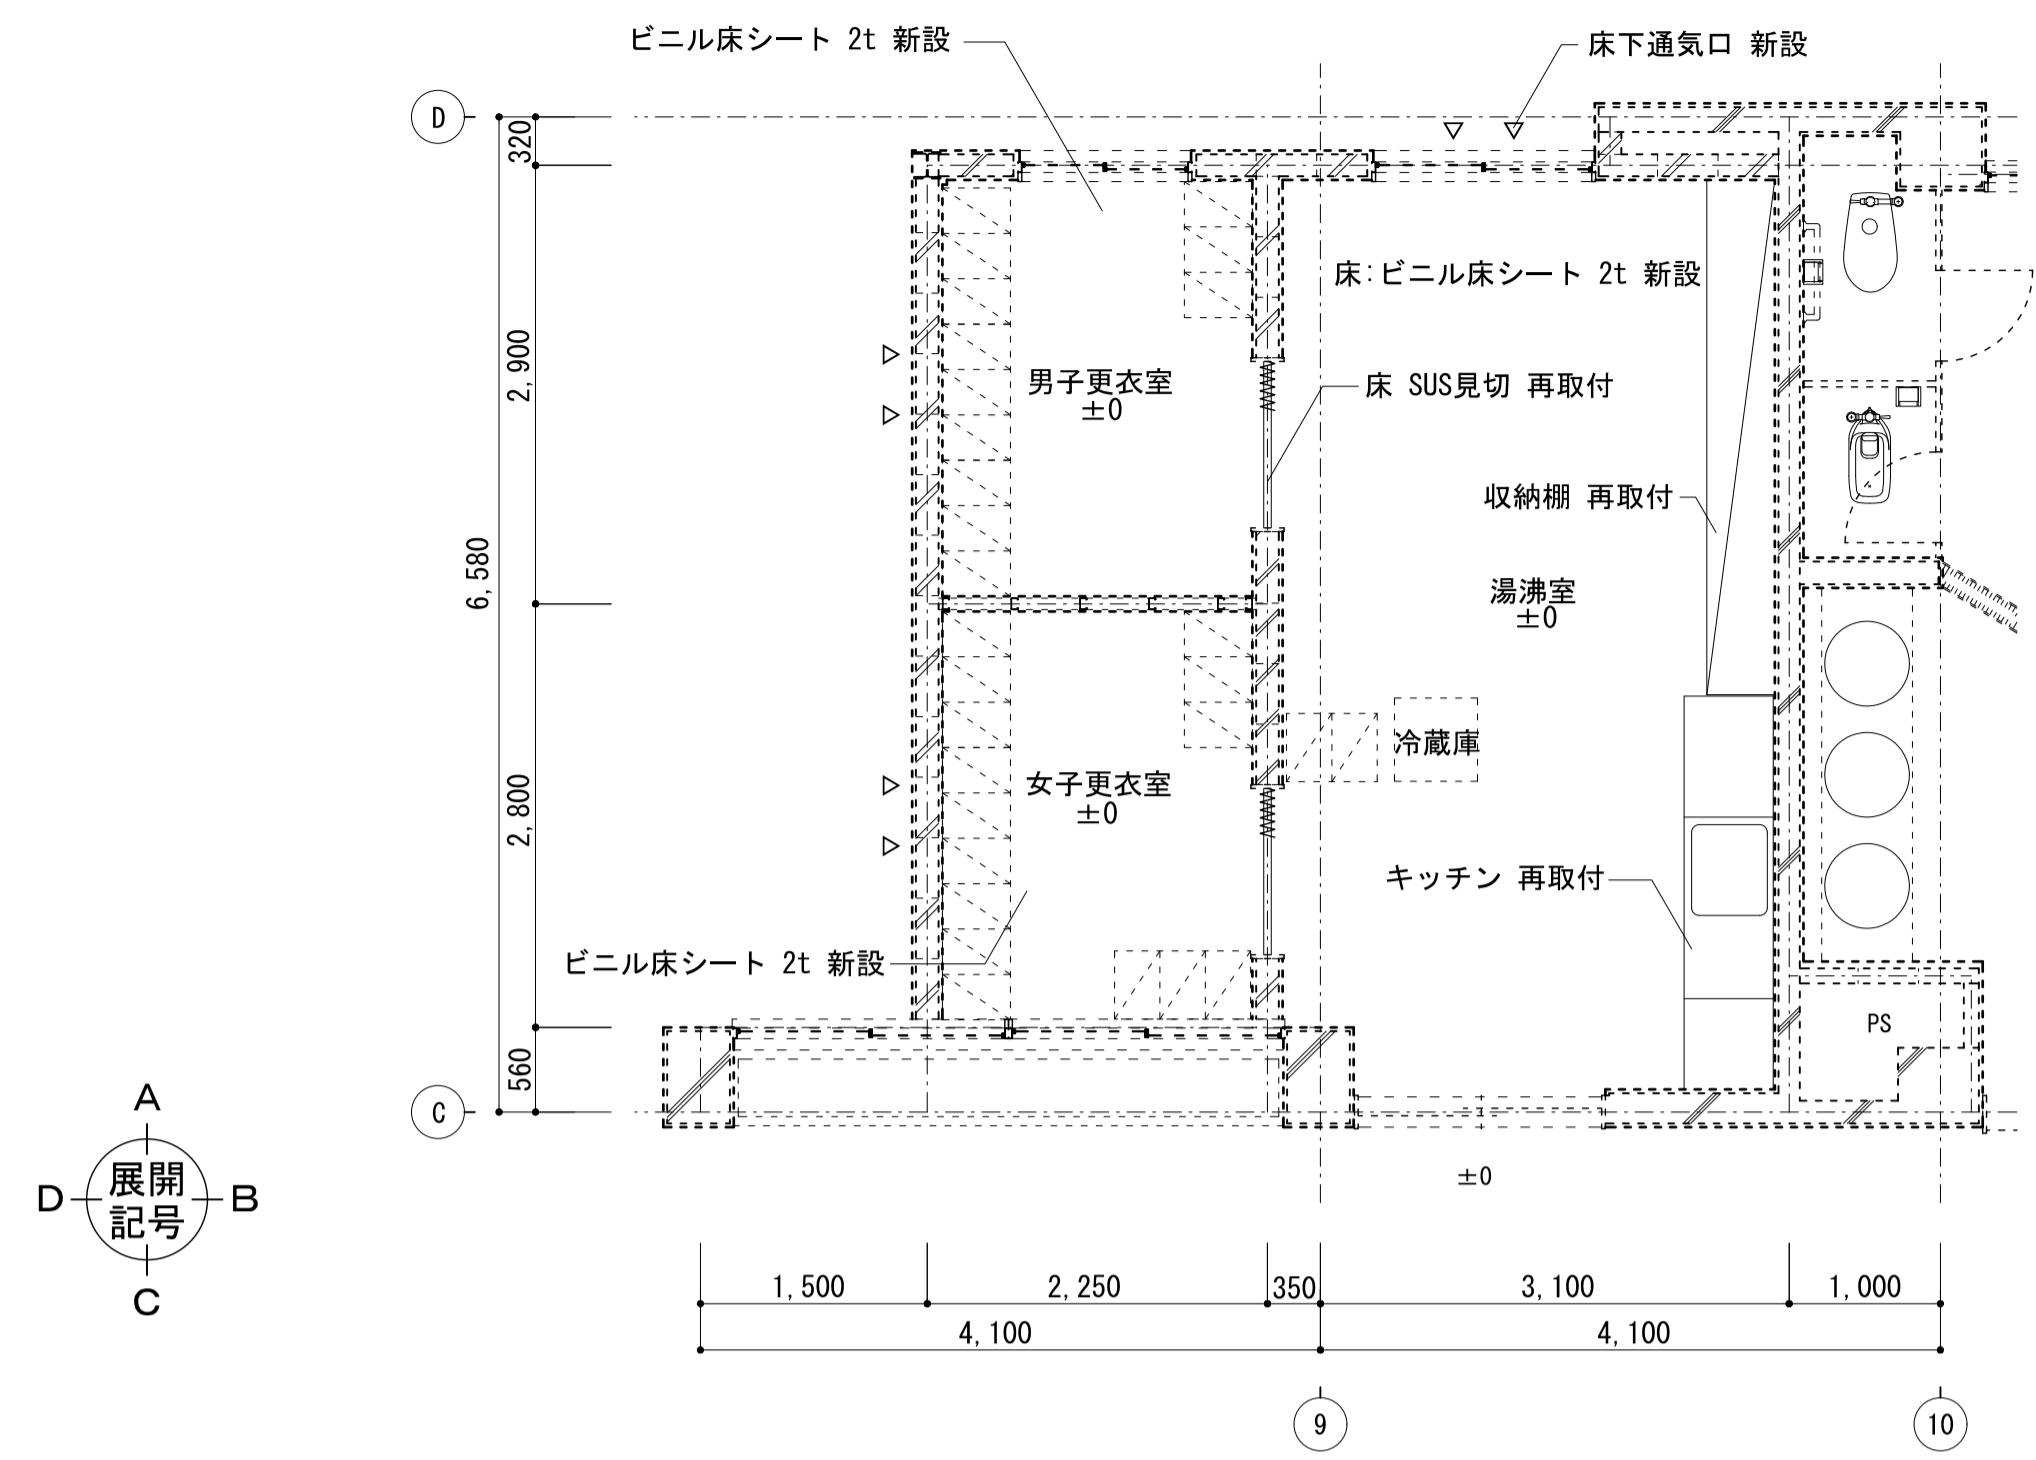 ビニル床シート 2t 新設
床下通気口 新設
D
320
2,900
6,580
2,800
560
C
床:ビニル床シート 2t 新設
男子更衣室
±0
床 SUS見切 再取付
収納棚 再取付
湯沸室
±0
冷蔵庫
女子更衣室
±0
キッチン 再取付
ビニル床シート 2t 新設
PS
±0
A
D
展開
記号
B
C
1,500
2,250
350
3,100
1,000
4,100
4,100
9
10